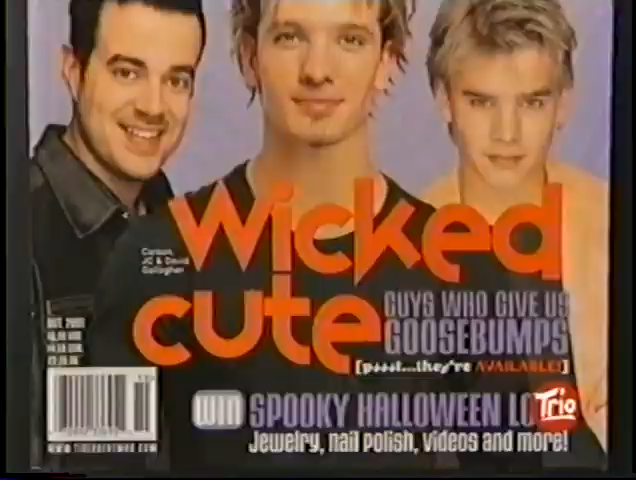 Wicked
Carson,
JC & David
Gallagher
cute
GUYS WHO GIVE US
GOOSEBUMPS
[pssst...they're AVAILABLE!]
WIN SPOOKY HALLOWEEN
Trio
Jewelry, nail polish, videos and more!